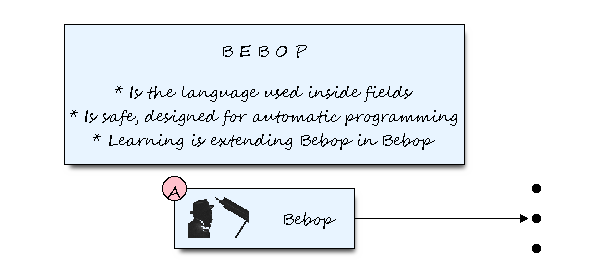 B E B O P
* Is the language used inside fields
* Is safe, designed for automatic programming
* Learning is extending Bebop in Bebop
A
Bebop